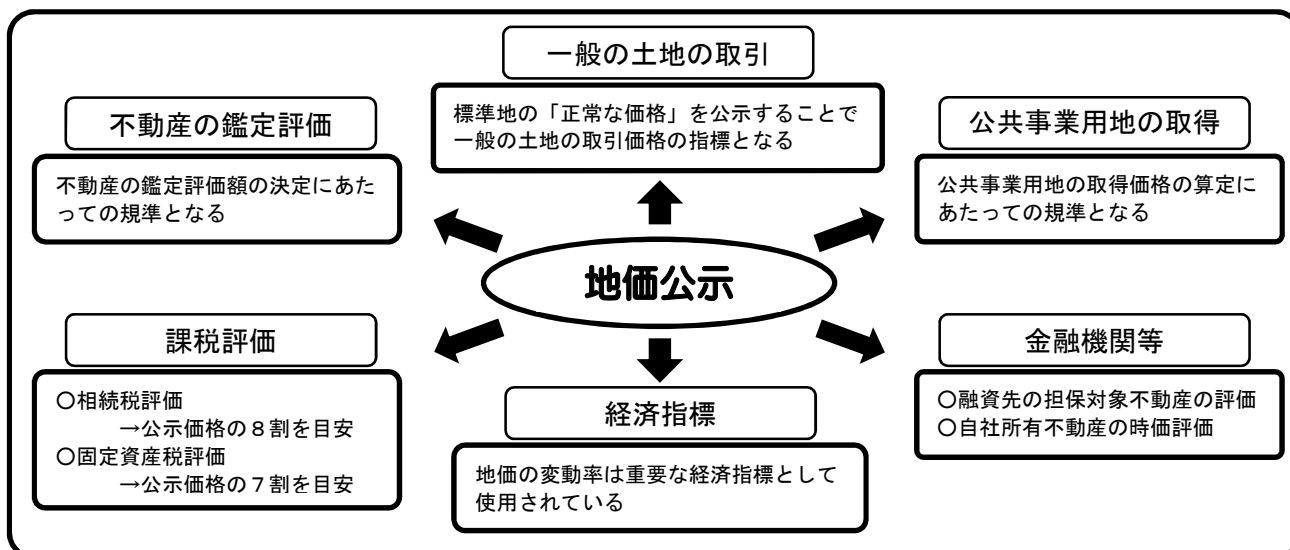 一般の土地の取引
標準地の「正常な価格」を公示することで
一般の土地の取引価格の指標となる
不動産の鑑定評価
不動産の鑑定評価額の決定にあた
っての規準となる
公共事業用地の取得
公共事業用地の取得価格の算定に
あたっての規準となる
地価公示
課税評価
○相続税評価
→公示価格の8割を目安
○固定資産税評価
→公示価格の7割を目安
経済指標
地価の変動率は重要な経済指標として
使用されている
金融機関等
○融資先の担保対象不動産の評価
○自社所有不動産の時価評価